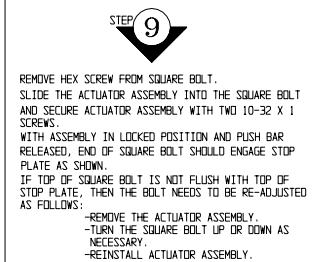 STEP
9
REMOVE HEX SCREW FROM SQUARE BOLT.
SLIDE THE ACTUATOR ASSEMBLY INTO THE SQUARE BOLT
AND SECURE ACTUATOR ASSEMBLY WITH TWO 10-32 X 1
SCREWS.
WITH ASSEMBLY IN LOCKED POSITION AND PUSH BAR
RELEASED, END OF SQUARE BOLT SHOULD ENGAGE STOP
PLATE AS SHOWN.
IF TOP OF SQUARE BOLT IS NOT FLUSH WITH TOP OF
STOP PLATE, THEN THE BOLT NEEDS TO BE RE-ADJUSTED
AS FOLLOWS:
-REMOVE THE ACTUATOR ASSEMBLY.
-TURN THE SQUARE BOLT UP OR DOWN AS
NECESSARY.
-REINSTALL ACTUATOR ASSEMBLY.